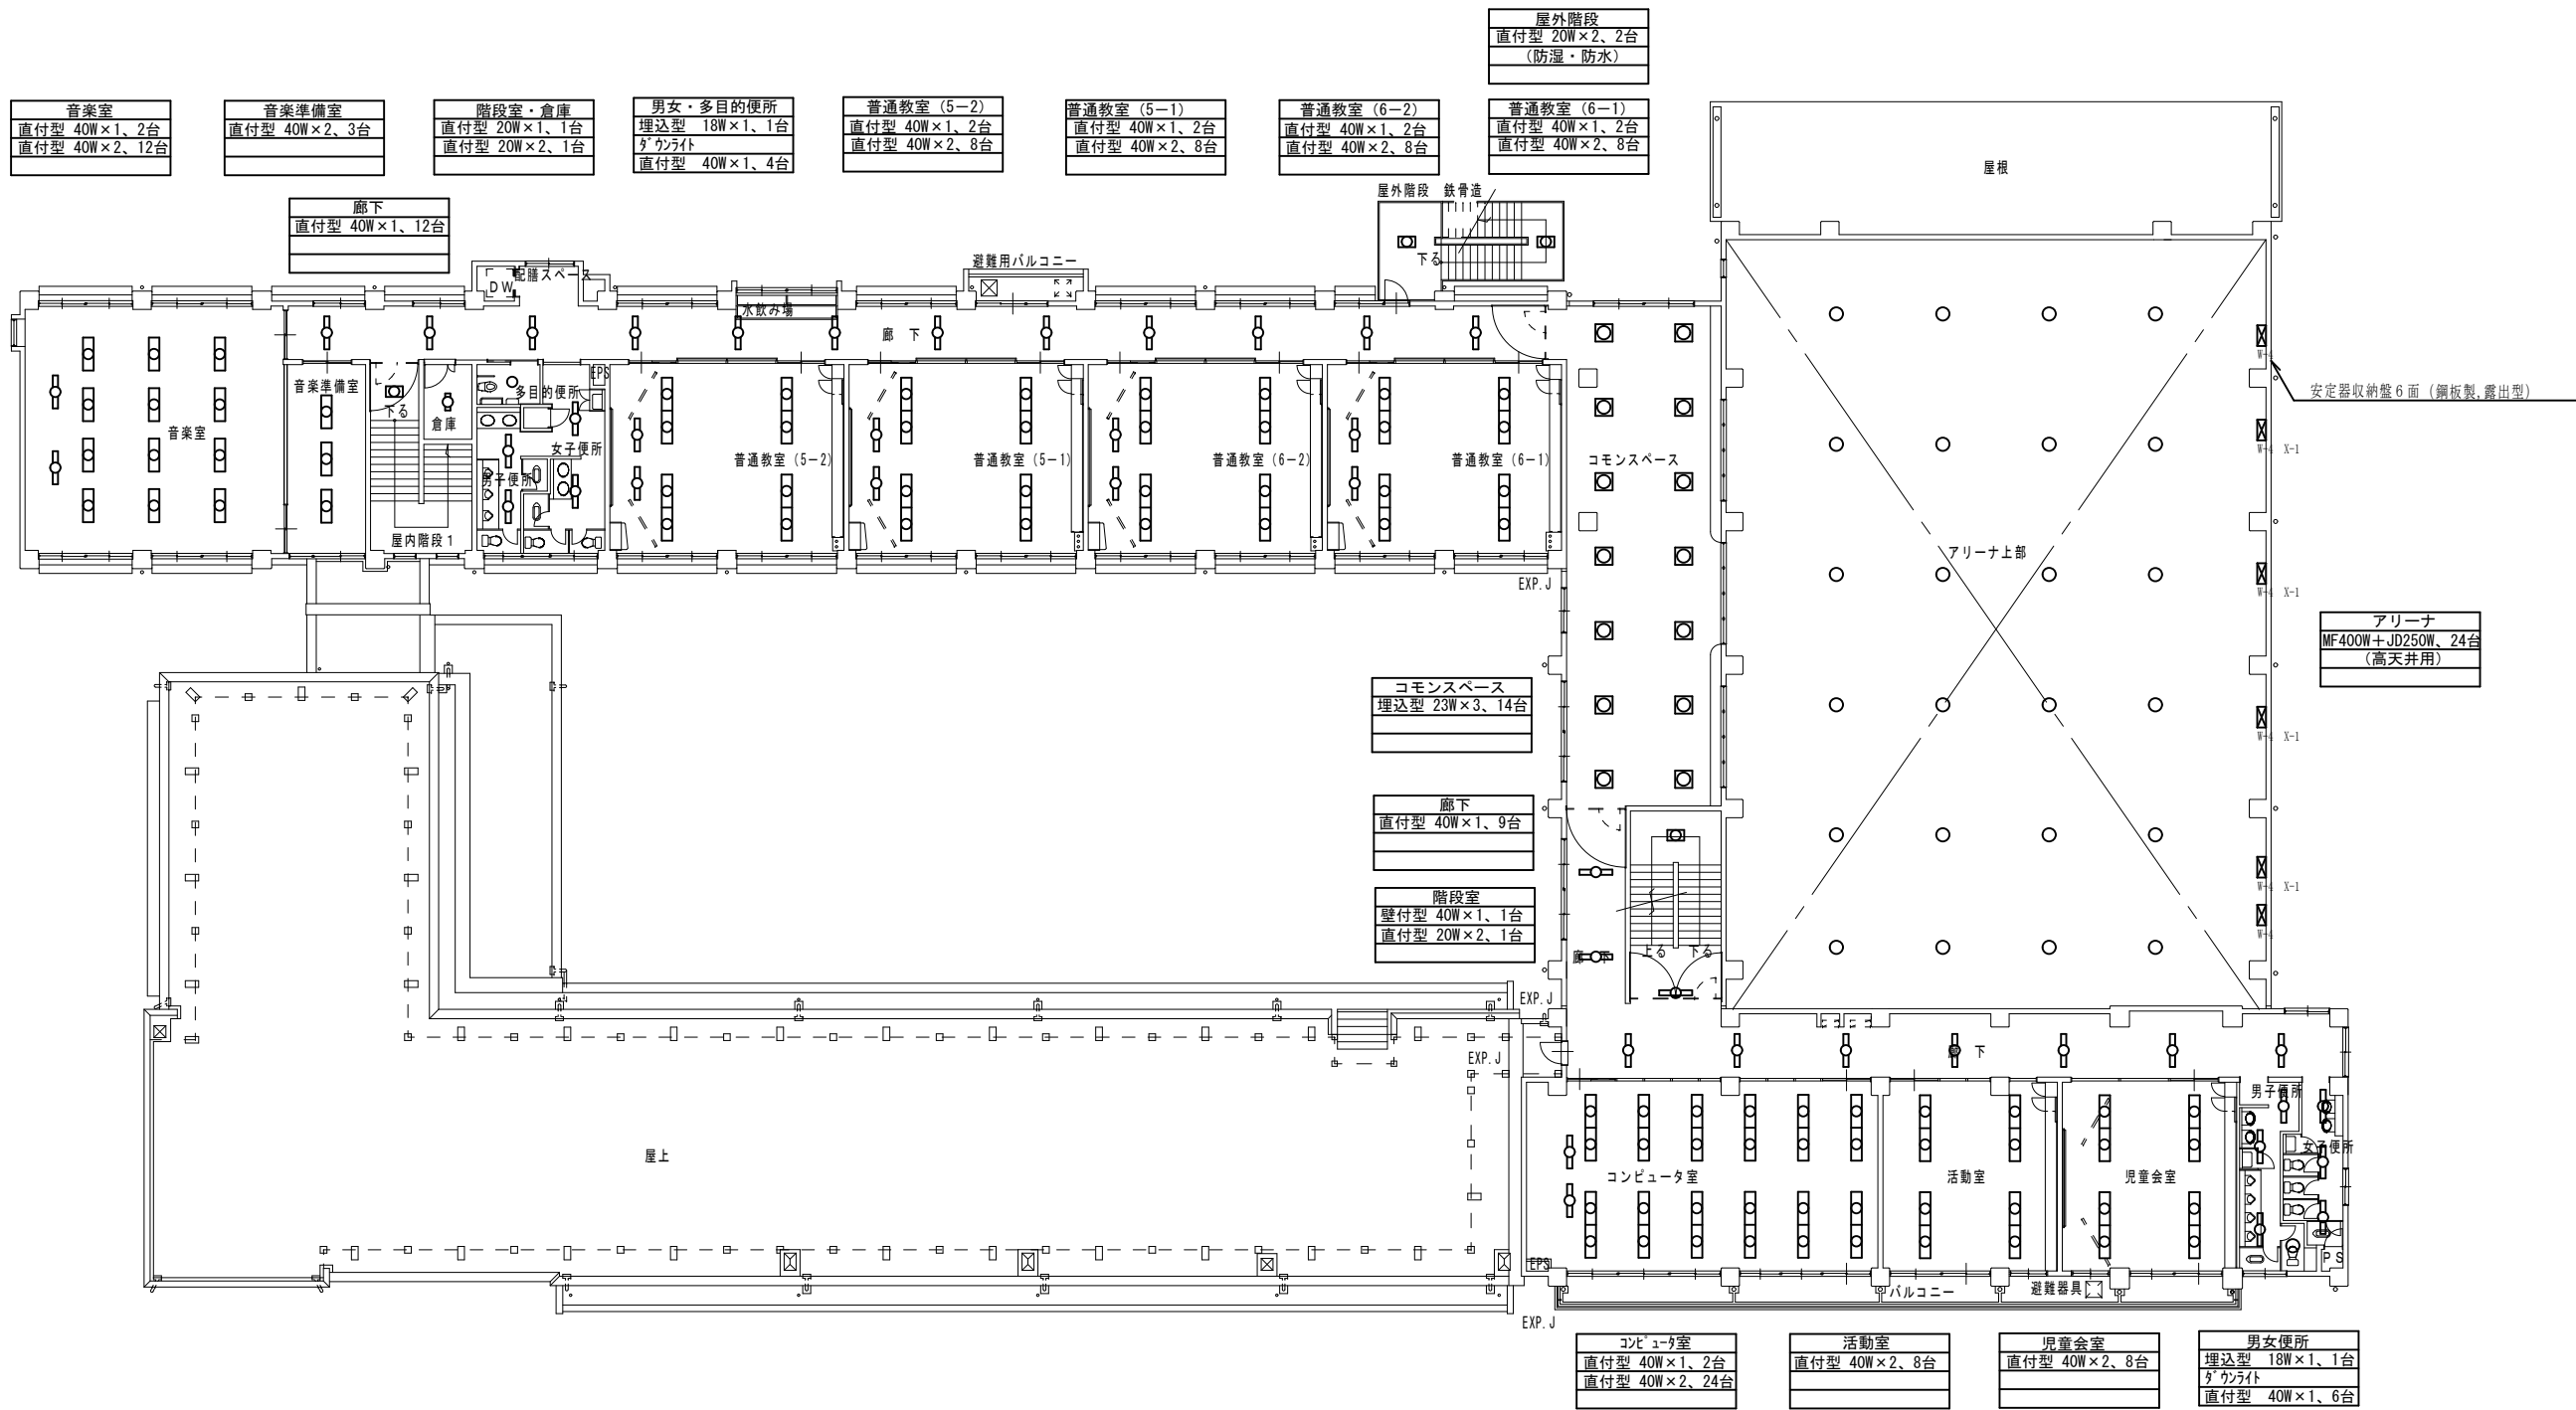 屋外階段
直付型 20W×2、2台
(防湿・防水)
音楽室
直付型 40W×1、2台
直付型 40W×2、12台
音楽準備室
直付型 40W×2、3台
階段室・倉庫
直付型 20W×1、1台
直付型 20W×2、1台
男女・多目的便所
埋込型 18W×1、1台
ダウンライト
直付型 40W×1、4台
普通教室(5-2)
直付型 40W×1、2台
直付型 40W×2、8台
普通教室(5-1)
直付型 40W×1、2台
直付型 40W×2、8台
普通教室(6-2)
直付型 40W×1、2台
直付型 40W×2、8台
普通教室(6-1)
直付型 40W×1、2台
直付型 40W×2、8台
廊下
直付型 40W×1、12台
屋根
屋外階段 鉄骨造
下る
避難用バルコニー
配膳スペース
DW
水飲み場
廊 下
EPS
音楽準備室
多目的便所
下る
倉庫
音楽室
女子便所
男子便所
屋内階段1
普通教室(5-2)
普通教室(5-1)
普通教室(6-2)
普通教室(6-1)
コモンスペース
W-4
安定器収納盤6面(鋼板製,露出型)
W-4 X-1
アリーナ上部
EXP.J
W-4 X-1
アリーナ
MF400W+JD250W、24台
(高天井用)
コモンスペース
埋込型 23W×3、14台
W-4 X-1
廊下
直付型 40W×1、9台
W-4 X-1
階段室
壁付型 40W×1、1台
直付型 20W×2、1台
W-4
廊 下
上る
下る
EXP.J
EXP.J
廊 下
男子便所
女子便所
屋上
コンピュータ室
活動室
児童会室
EPS
PS
バルコニー
避難器具
EXP.J
コンピュータ室
直付型 40W×1、2台
直付型 40W×2、24台
活動室
直付型 40W×2、8台
児童会室
直付型 40W×2、8台
男女便所
埋込型 18W×1、1台
ダウンライト
直付型 40W×1、6台